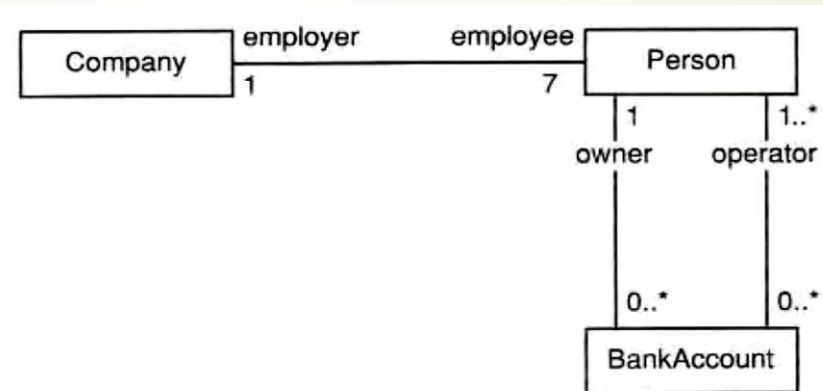 employer employee
Company Person
1 7
1 1..*
owner operator
0..* 0..*
BankAccount